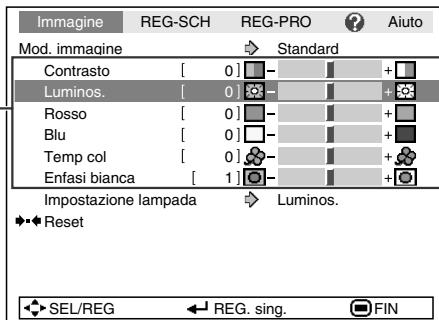 Immagine REG-SCH REG-PRO ? Aiuto
Mod. immagine Standard
Contrasto [ 0 ] - +
Luminos. [ 0 ] - +
Rosso [ 0 ] - +
Blu [ 0 ] - +
Temp col [ 0 ] - +
Enfasi bianca [ 1 ] - +
Impostazione lampada Luminos.
Reset
SEL/REG REG. sing. FIN